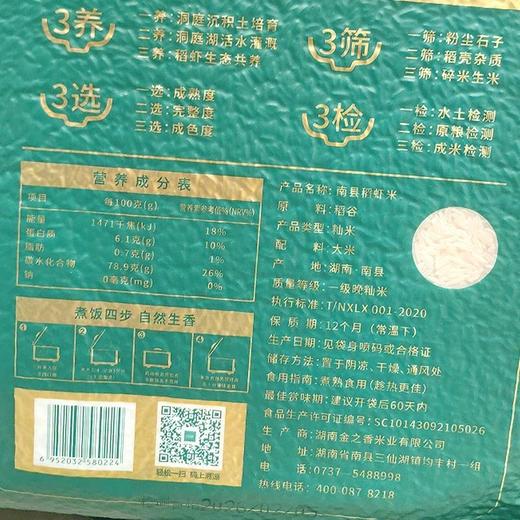 3养
一养：洞庭沉积土培育
二养：洞庭湖活水灌溉
三养：稻虾生态共养
3筛
一筛：粉尘石子
二筛：稻壳杂质
三筛：碎米生米
3选
一选：成熟度
二选：完整度
三选：成色度
3检
一检：水土检测
二检：原粮检测
三检：成米检测
营养成分表
项目 每100克(g) 营养素参考值%(NRV%)
能量 1471千焦(kJ) 18%
蛋白质 6.1克(g) 10%
脂肪 0.7克(g) 1%
碳水化合物 78.9克(g) 26%
钠 0毫克(mg) 0%
煮饭四步 自然生香
1 2 3 4
6 952032 580224
轻松一扫 码上溯源
产品名称：南县稻虾米
原料：稻谷
产品类型：籼米
配料：大米
产地：湖南·南县
质量等级：一级晚籼米
执行标准：T/NXLX 001-2020
保质期：12个月（常温下）
生产日期：见袋身喷码或合格证
储存方法：置于阴凉、干燥、通风处
食用指南：煮熟食用(趁热更佳)
最佳赏味期：建议开袋后60天内
食品生产许可证编号：SC10143092105026
生产商：湖南金之香米业有限公司
地址：湖南省南县三仙湖镇均丰村一组
电话：0737-5488998
热线电话：400 087 8218